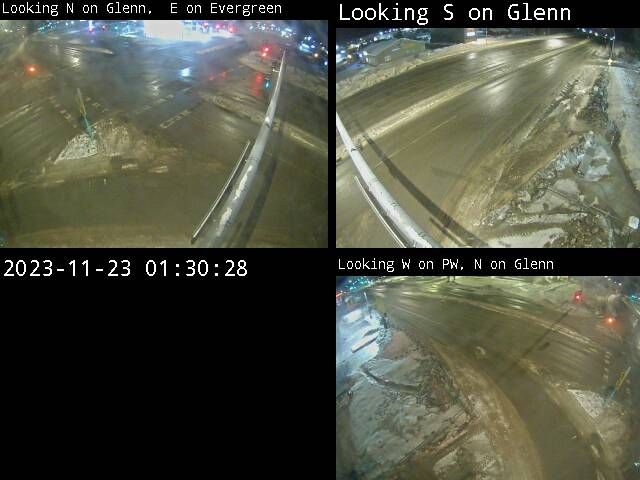 Looking N on Glenn,  E on Evergreen
Looking S on Glenn
2023-11-23 01:30:28
Looking W on PW, N on Glenn